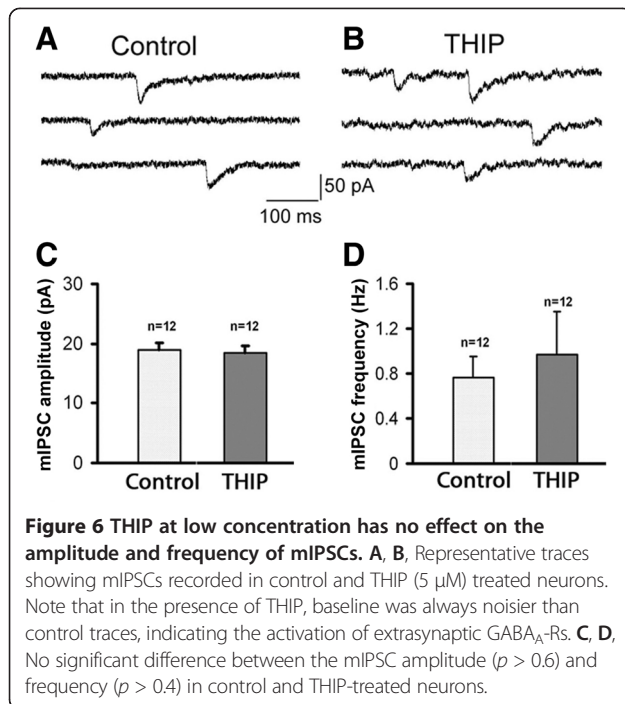 A
Control
B
THIP
50 pA
100 ms
C
D
30
20
10
0
mIPSC amplitude (pA)
n=12
n=12
Control
THIP
1.6
1.2
0.8
0.4
0
mIPSC frequency (Hz)
n=12
n=12
Control
THIP
Figure 6 THIP at low concentration has no effect on the
amplitude and frequency of mIPSCs. A, B, Representative traces
showing mIPSCs recorded in control and THIP (5 μM) treated neurons.
Note that in the presence of THIP, baseline was always noisier than
control traces, indicating the activation of extrasynaptic GABAA-Rs. C, D,
No significant difference between the mIPSC amplitude (p > 0.6) and
frequency (p > 0.4) in control and THIP-treated neurons.